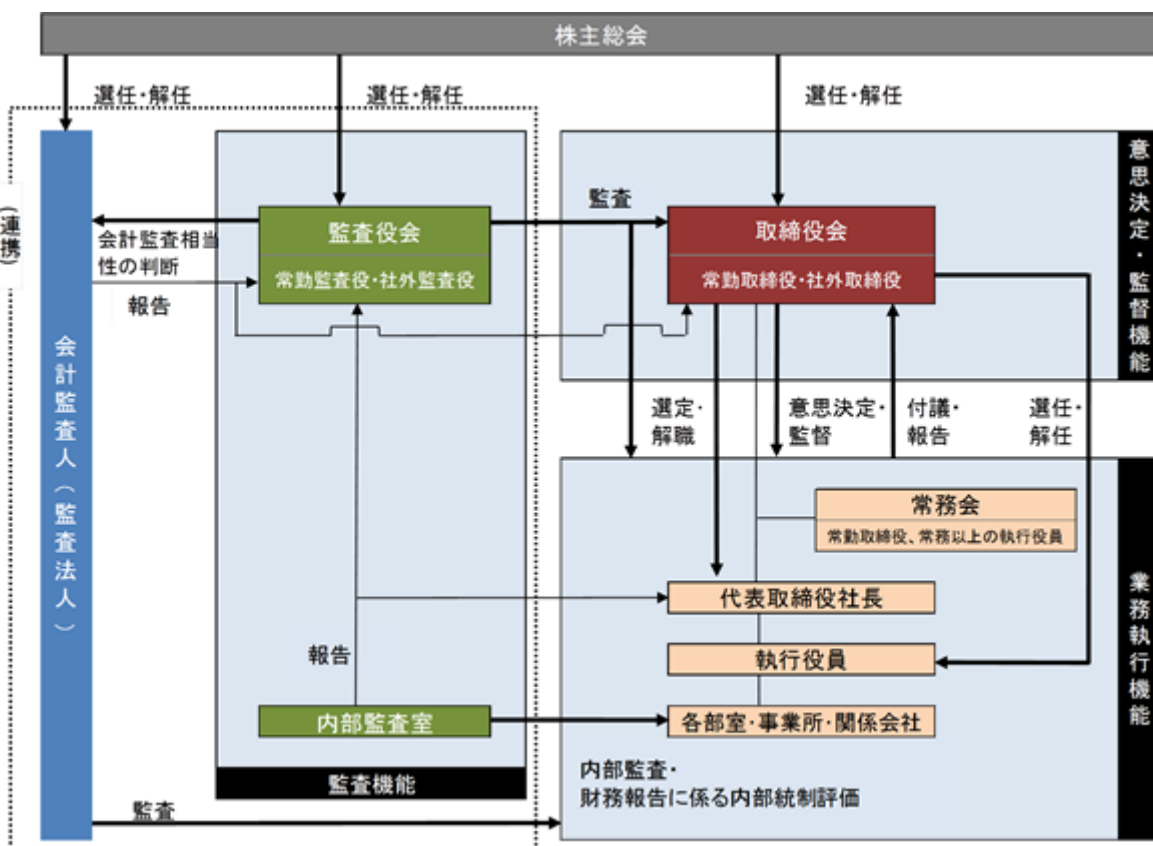 株主総会
選任・解任
選任・解任
選任・解任
(連携)
会計監査人(監査法人)
監査役会
常勤監査役・社外監査役
会計監査相当
性の判断
報告
監査
取締役会
常勤取締役・社外取締役
意思決定・監督機能
選定・
解職
意思決定・
監督
付議・
報告
選任・
解任
常務会
常勤取締役、常務以上の執行役員
代表取締役社長
執行役員
各部室・事業所・関係会社
業務執行機能
報告
内部監査室
監査機能
内部監査・
財務報告に係る内部統制評価
監査